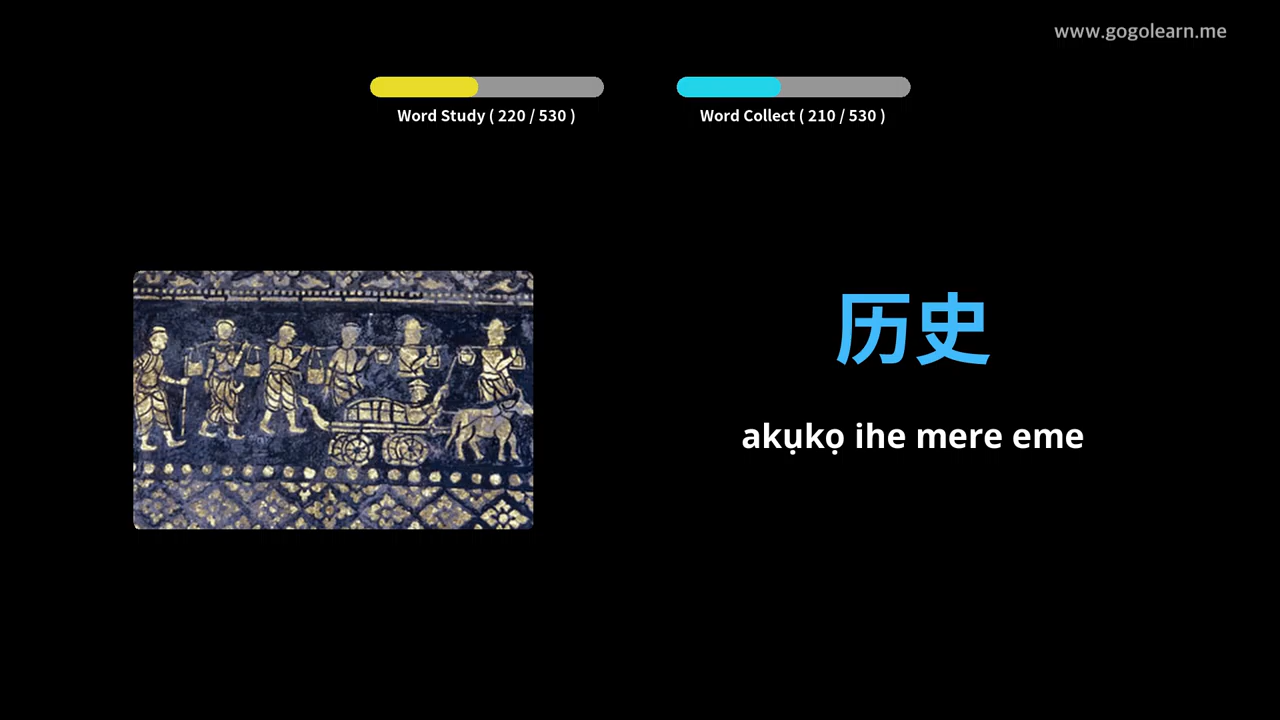 www.gogolearn.me
Word Study ( 220 / 530 )
Word Collect ( 210 / 530 )
历史
akụkọ ihe mere eme